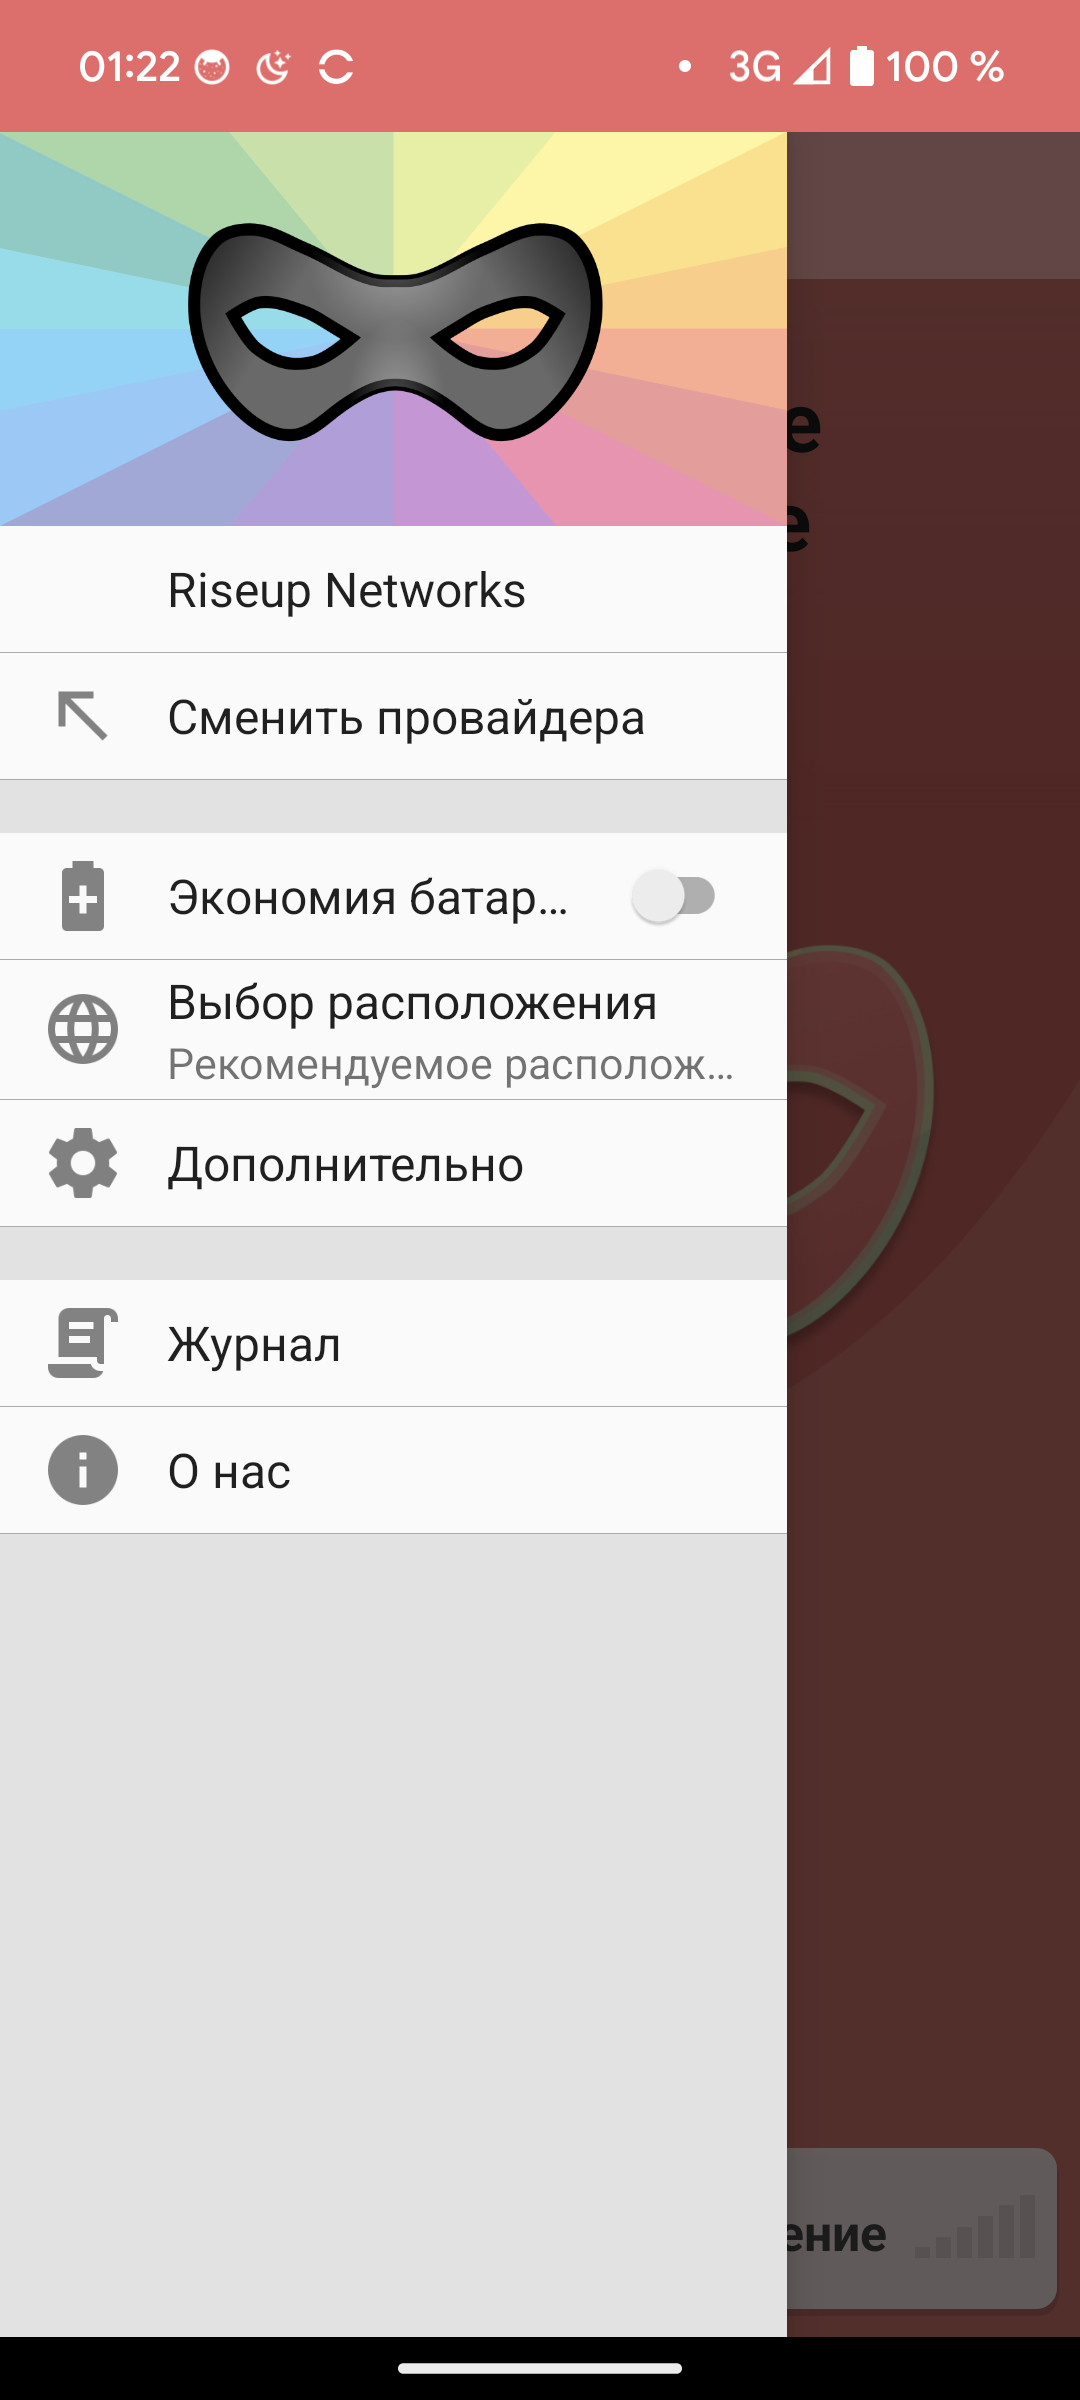 01:22
3G
100 %
е
е
Riseup Networks
Сменить провайдера
Экономия батар...
Выбор расположения
Рекомендуемое располож...
Дополнительно
Журнал
О нас
ение